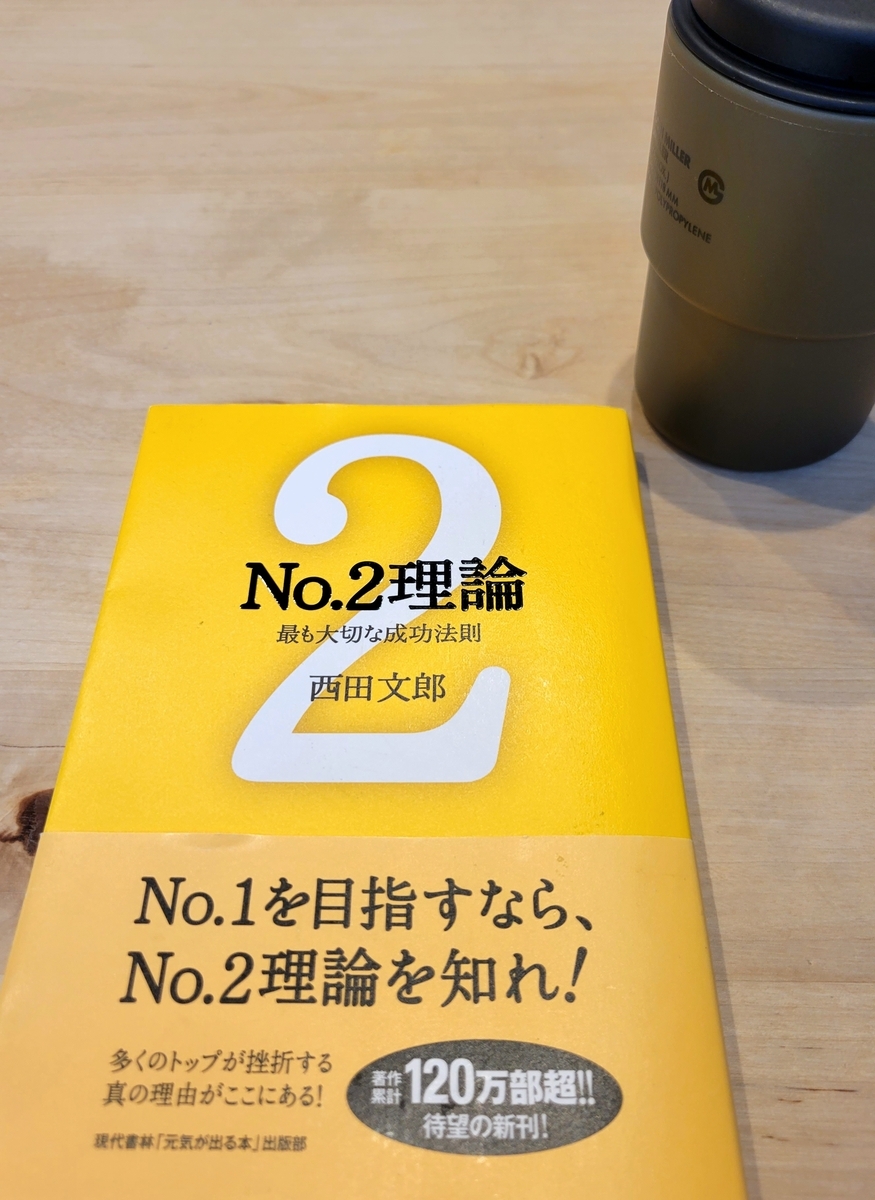 MILLER
MM
POLYPROPYLENE
2
No.2理論
最も大切な成功法則
西田文郎
No.1を目指すなら、
No.2理論を知れ!
多くのトップが挫折する
真の理由がここにある!
現代書林「元気が出る本」出版部
著作
累計
120万部超!!
待望の新刊!